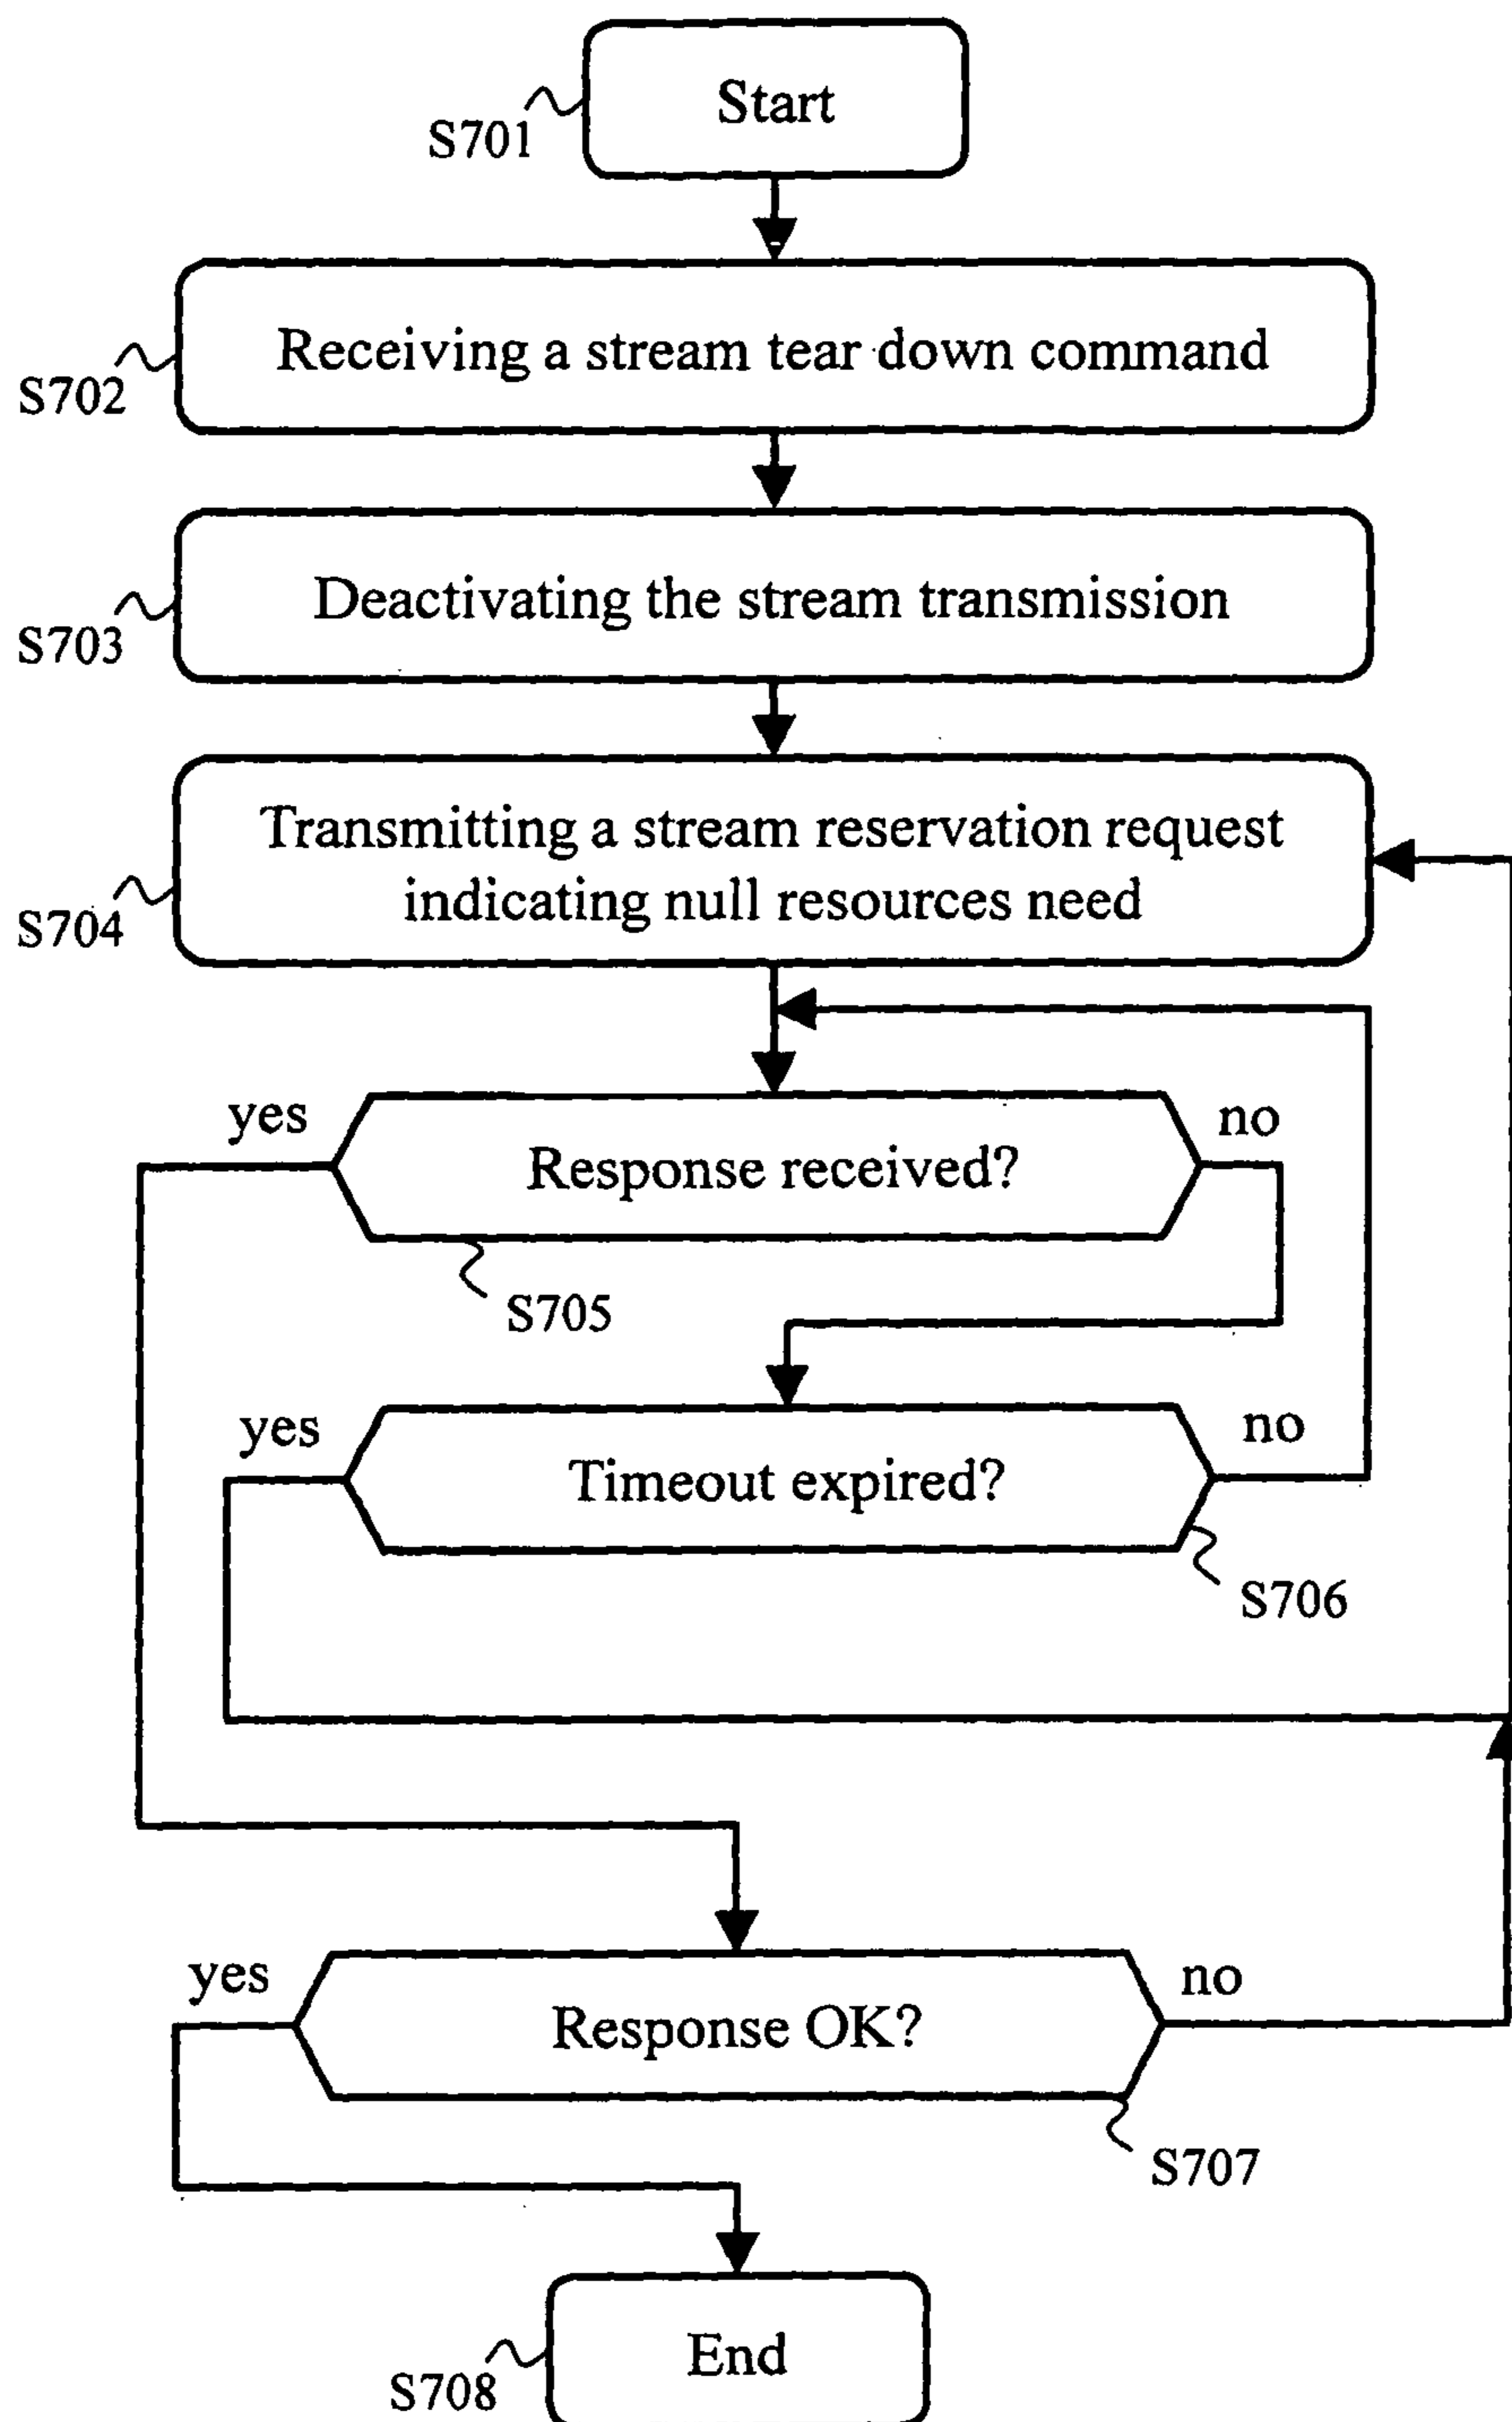 Start
S701
Receiving a stream tear down command
S702
Deactivating the stream transmission
S703
Transmitting a stream reservation request
indicating null resources need
S704
yes
no
Response received?
S705
yes
no
Timeout expired?
S706
yes
no
Response OK?
S707
End
S708